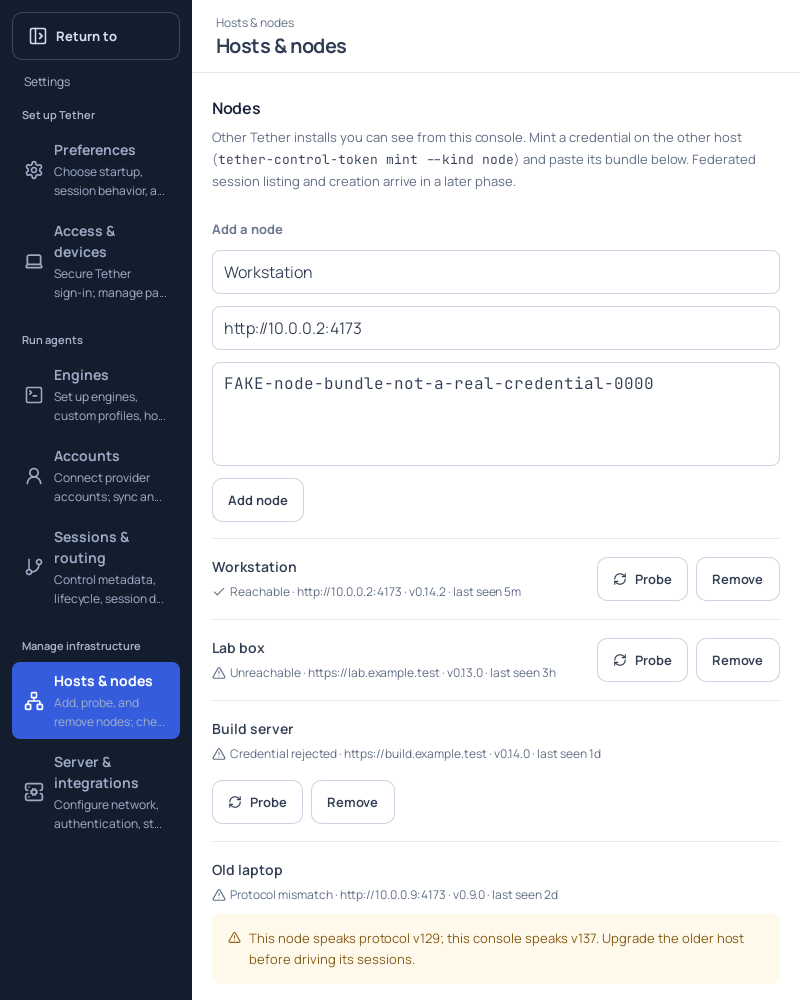 Return to
Settings
Set up Tether
Preferences
Choose startup,
session behavior, a...
Access &
devices
Secure Tether
sign-in; manage pa...
Run agents
Engines
Set up engines,
custom profiles, ho...
Accounts
Connect provider
accounts; sync an...
Sessions &
routing
Control metadata,
lifecycle, session d...
Manage infrastructure
Hosts & nodes
Add, probe, and
remove nodes; che...
Server &
integrations
Configure network,
authentication, st...
Hosts & nodes
Hosts & nodes
Nodes
Other Tether installs you can see from this console. Mint a credential on the other host
(tether-control-token mint --kind node) and paste its bundle below. Federated
session listing and creation arrive in a later phase.
Add a node
Workstation
http://10.0.0.2:4173
FAKE-node-bundle-not-a-real-credential-0000
Add node
Workstation
Reachable · http://10.0.0.2:4173 · v0.14.2 · last seen 5m
Probe
Remove
Lab box
Unreachable · https://lab.example.test · v0.13.0 · last seen 3h
Probe
Remove
Build server
Credential rejected · https://build.example.test · v0.14.0 · last seen 1d
Probe
Remove
Old laptop
Protocol mismatch · http://10.0.0.9:4173 · v0.9.0 · last seen 2d
This node speaks protocol v129; this console speaks v137. Upgrade the older host
before driving its sessions.